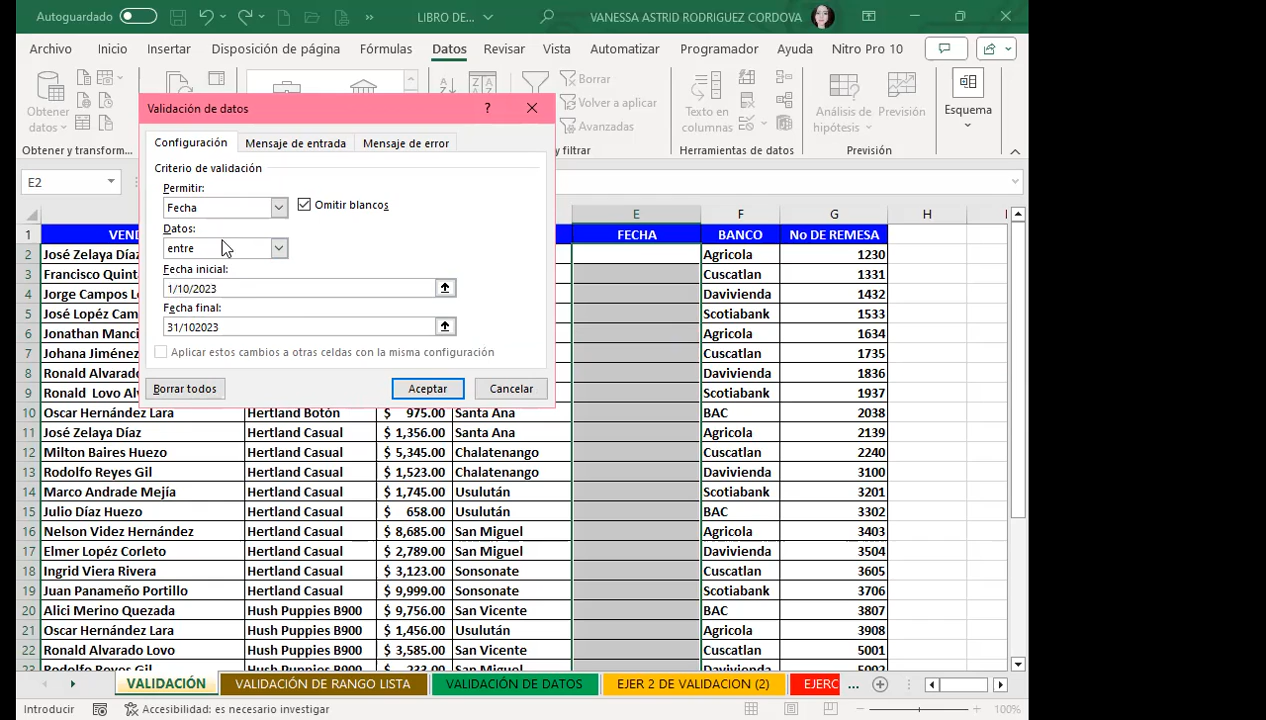 Autoguardado
LIBRO DE...
VANESSA ASTRID RODRIGUEZ CORDOVA
Archivo Inicio Insertar Disposición de página Fórmulas Datos Revisar Vista Automatizar Programador Ayuda Nitro Pro 10
Obtener datos
Borrar
Volver a aplicar
Avanzadas
Texto en columnas
Análisis de hipótesis
Previsión
Esquema
Obtener y transform...
y filtrar
Herramientas de datos
Previsión
E2
Validación de datos ?
Configuración Mensaje de entrada Mensaje de error
Criterio de validación
Permitir:
Fecha
Omitir blancos
Datos:
entre
Fecha inicial:
1/10/2023
Fecha final:
31/102023
Aplicar estos cambios a otras celdas con la misma configuración
Borrar todos Aceptar Cancelar
E F G H I
1 VEN FECHA BANCO No DE REMESA
2 José Zelaya Díaz Agricola 1230
3 Francisco Quint Cuscatlan 1331
4 Jorge Campos L Davivienda 1432
5 José Lopéz Cam Scotiabank 1533
6 Jonathan Manci Agricola 1634
7 Johana Jiménez Cuscatlan 1735
8 Ronald Alvarado Davivienda 1836
9 Ronald Lovo Al Scotiabank 1937
10 Oscar Hernández Lara Hertland Botón $ 975.00 Santa Ana BAC 2038
11 José Zelaya Díaz Hertland Casual $ 1,356.00 Santa Ana Agricola 2139
12 Milton Baires Huezo Hertland Casual $ 5,345.00 Chalatenango Cuscatlan 2240
13 Rodolfo Reyes Gil Hertland Casual $ 1,523.00 Chalatenango Davivienda 3100
14 Marco Andrade Mejía Hertland Casual $ 1,745.00 Usulután Scotiabank 3201
15 Julio Díaz Huezo Hertland Casual $ 658.00 Usulután BAC 3302
16 Nelson Videz Hernández Hertland Casual $ 8,685.00 San Miguel Agricola 3403
17 Elmer Lopéz Corleto Hertland Casual $ 2,789.00 San Miguel Davivienda 3504
18 Ingrid Viera Rivera Hertland Casual $ 3,123.00 Sonsonate Cuscatlan 3605
19 Juan Panameño Portillo Hertland Casual $ 9,999.00 Sonsonate Cuscatlan 3706
20 Alici Merino Quezada Hush Puppies B900 $ 9,756.00 San Vicente BAC 3807
21 Oscar Hernández Lara Hush Puppies B900 $ 1,456.00 Usulután Agricola 3908
22 Ronald Alvarado Lovo Hush Puppies B900 $ 3,585.00 San Vicente Cuscatlan 5001
23 Rodolfo Reyes Gil Hush Puppies B900 $ 233.00 San Miguel Davivienda 5002
VALIDACIÓN VALIDACIÓN DE RANGO LISTA VALIDACIÓN DE DATOS EJER 2 DE VALIDACION (2) EJERC ...
Introducir Accesibilidad: es necesario investigar 100%